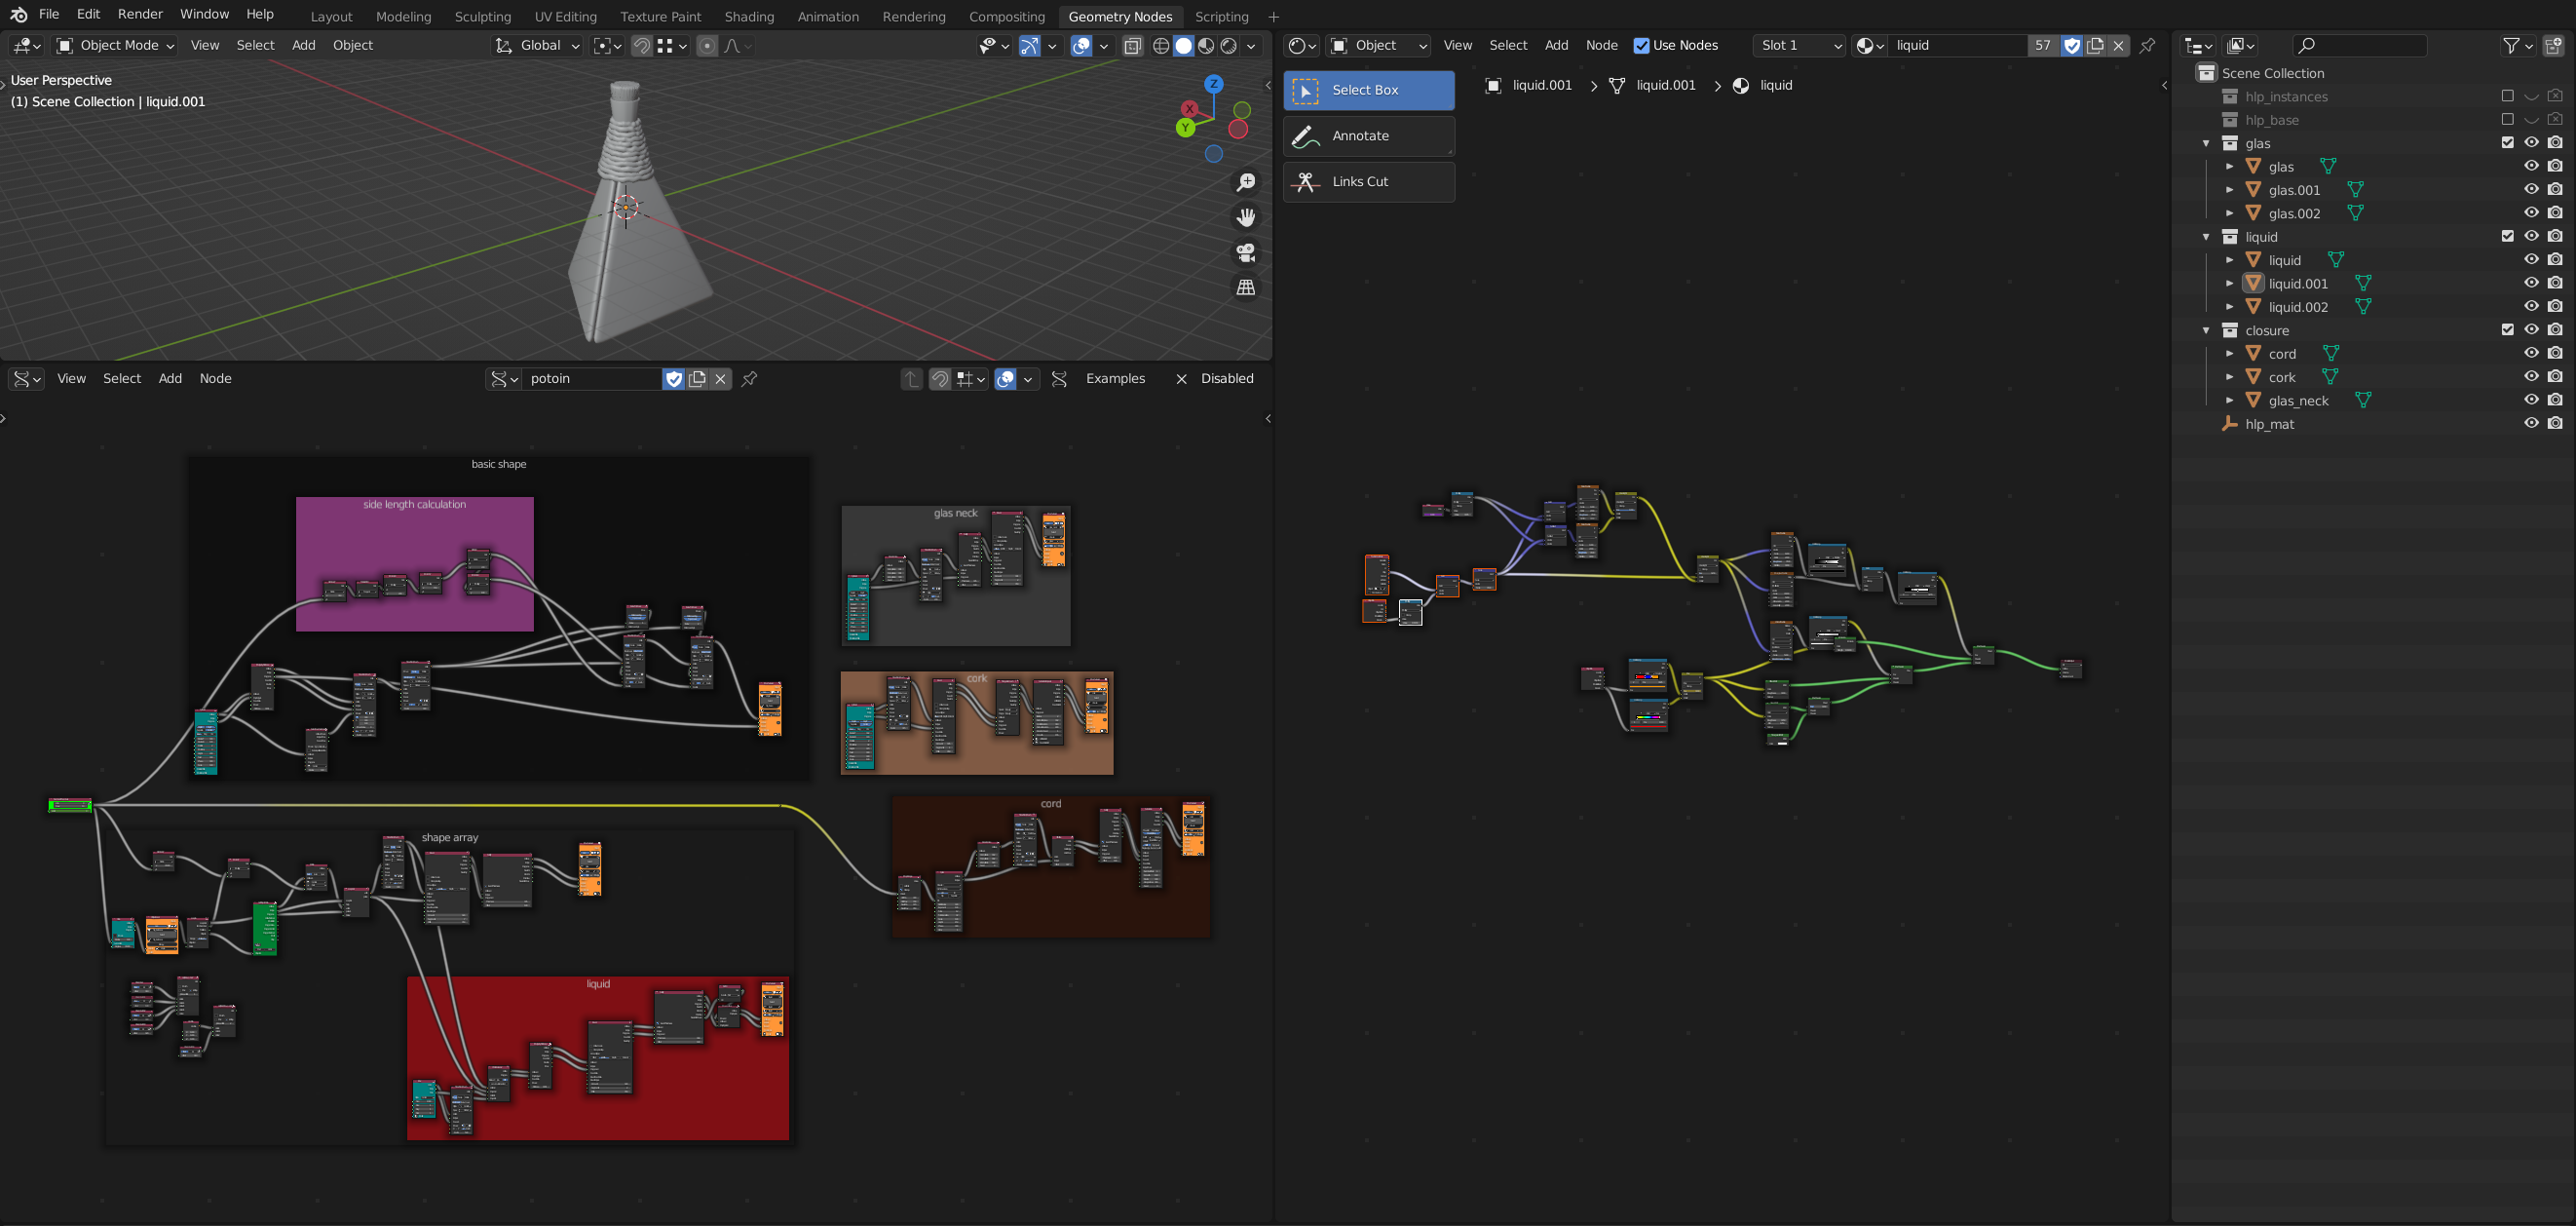 File Edit Render Window Help
Layout Modeling Sculpting UV Editing Texture Paint Shading Animation Rendering Compositing Geometry Nodes Scripting +
Object Mode View Select Add Object Global
User Perspective
(1) Scene Collection | liquid.001
Z
X
Y
View Select Add Node potoin Examples Disabled
basic shape
side length calculation
glas neck
cork
cord
shape array
liquid
Object View Select Add Node Use Nodes Slot 1 liquid 57
Select Box
liquid.001 liquid.001 liquid
Annotate
Links Cut
Scene Collection
hlp_instances
hlp_base
glas
glas
glas.001
glas.002
liquid
liquid
liquid.001
liquid.002
closure
cord
cork
glas_neck
hlp_mat